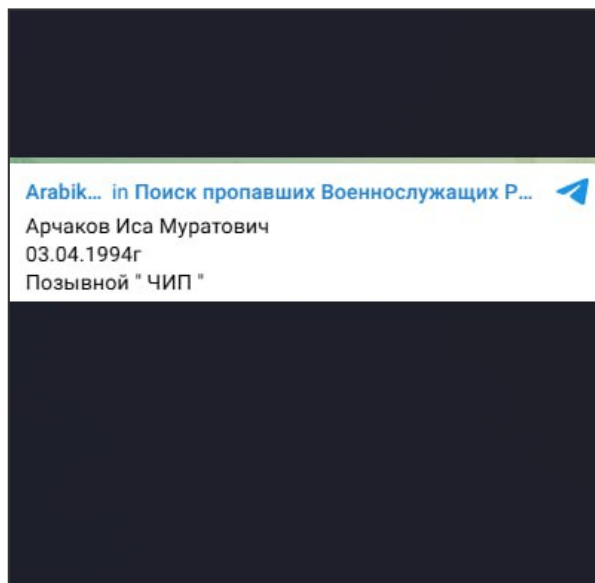 Arabik... in Поиск пропавших Военнослужащих Р...
Арчаков Иса Муратович
03.04.1994г
Позывной " ЧИП "